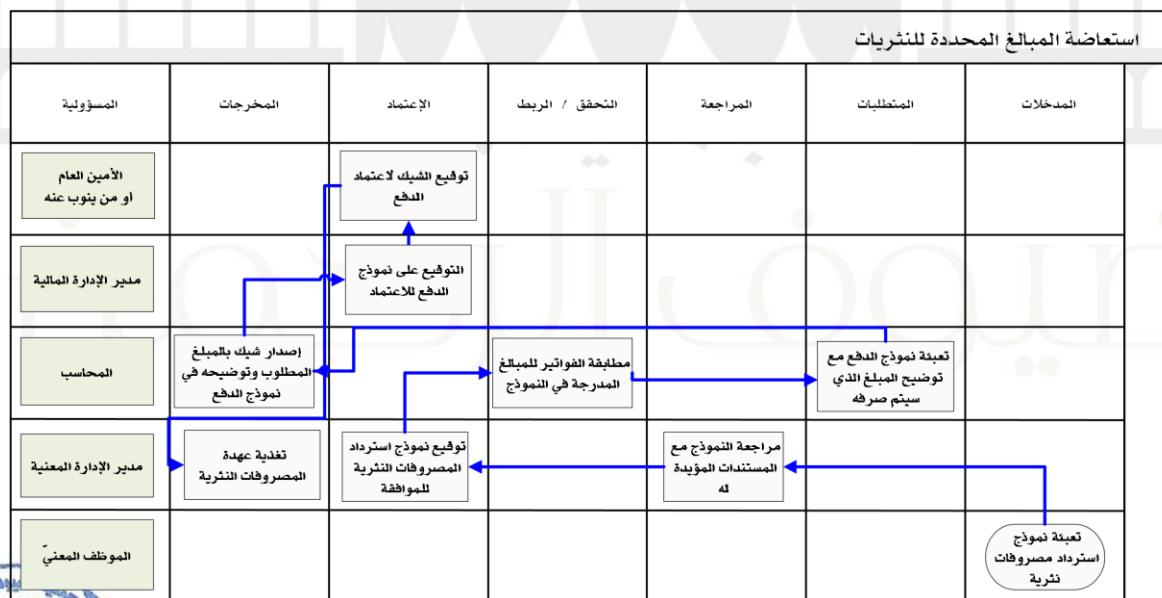 استعاضة المبالغ المحددة للنثريات
المدخلات
المتطلبات
المراجعة
التحقق / الربط
الإعتماد
المخرجات
المسؤولية
توقيع الشيك لاعتماد
الدفع
الأمين العام
او من ينوب عنه
التوقيع على نموذج
الدفع للاعتماد
مدير الإدارة المالية
تعبئة نموذج الدفع مع
توضيح المبلغ الذي
سيتم صرفه
مطابقة الفواتير للمبالغ
المدرجة في النموذج
إصدار شيك بالمبلغ
المطلوب وتوضيحه في
نموذج الدفع
المحاسب
مراجعة النموذج مع
المستندات المؤيدة
له
توقيع نموذج استرداد
المصروفات النثرية
للموافقة
تغذية عهدة
المصروفات النثرية
مدير الإدارة المعنية
تعبئة نموذج
استرداد مصروفات
نثرية
الموظف المعنيّ